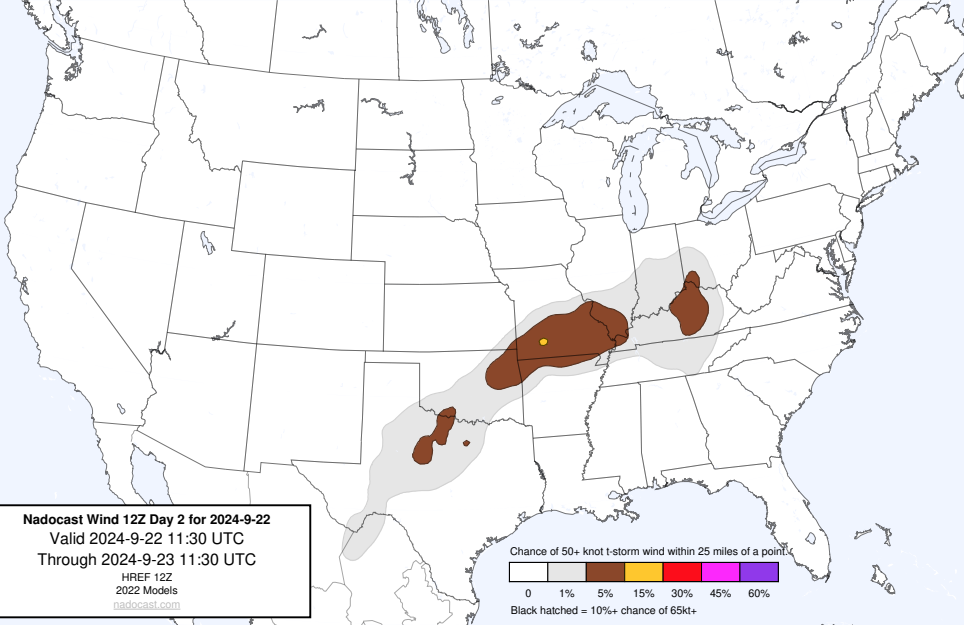 Nadocast Wind 12Z Day 2 for 2024-9-22
Valid 2024-9-22 11:30 UTC
Through 2024-9-23 11:30 UTC
HREF 12Z
2022 Models
nadocast.com
Chance of 50+ knot t-storm wind within 25 miles of a point.
0 1% 5% 15% 30% 45% 60%
Black hatched = 10%+ chance of 65kt+